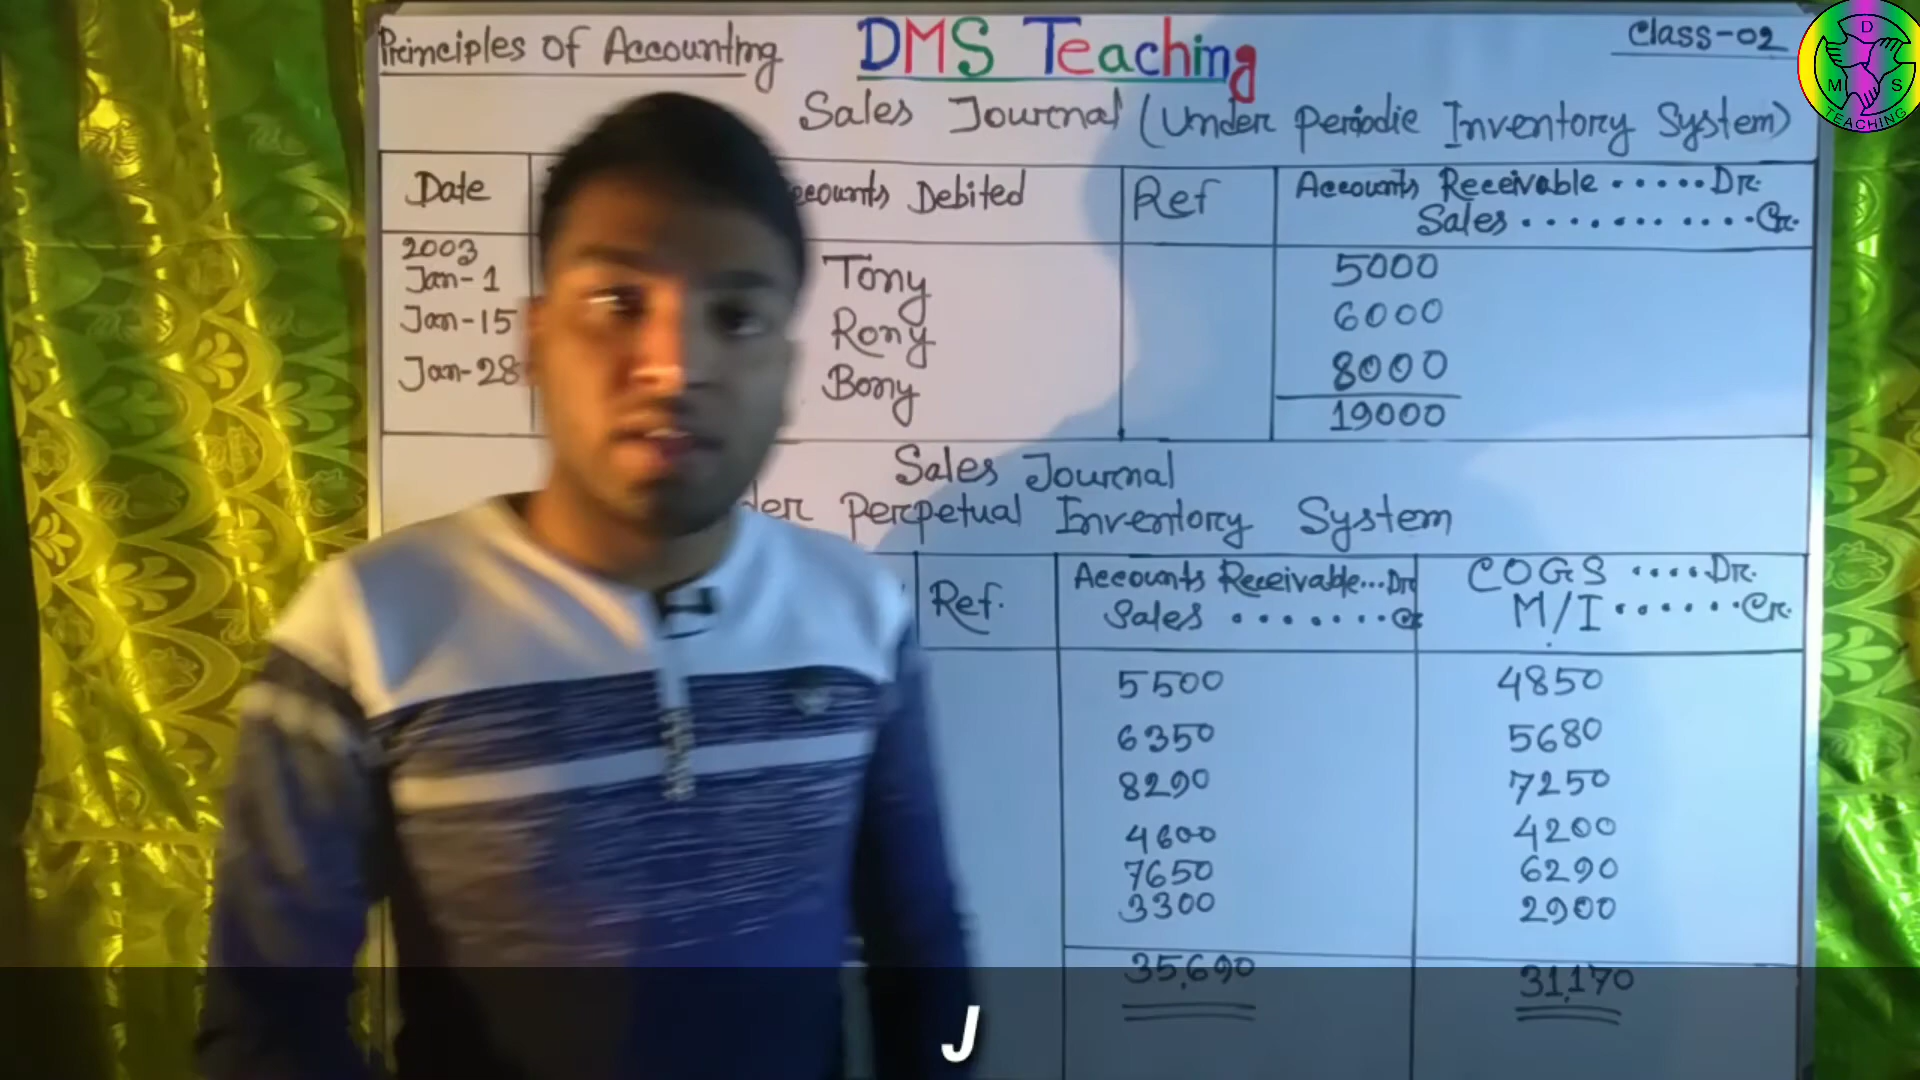 Principles of Accounting
DMS Teaching
Class-02
D
M S
TEACHING
Sales Journal (Under periodic Inventory System)
Date
Accounts Debited
Ref
Accounts Receivable .....Dr.
Sales ............Cr.
2003
Jan-1 Tony 5000
Jan-15 Rony 6000
Jan-28 Bony 8000
19000
Sales Journal
Perpetual Inventory System
Ref.
Accounts Receivable...Dr
Sales .......Cr
COGS ....Dr.
M/I ......Cr.
5500 4850
6350 5680
8290 7250
4600 4200
7650 6290
3300 2900
35,690 31,170
J